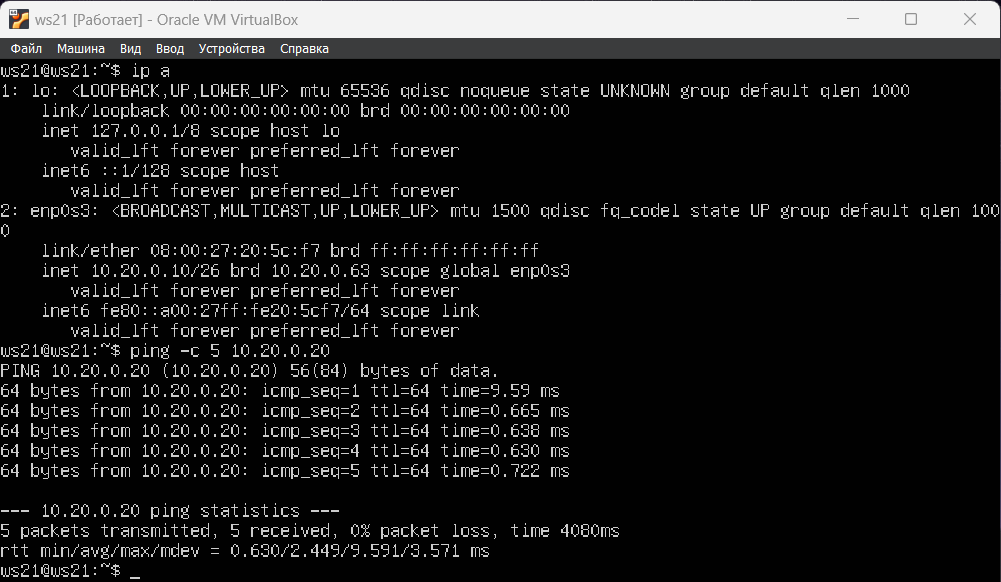 ws21 [Работает] - Oracle VM VirtualBox
Файл Машина Вид Ввод Устройства Справка
ws21@ws21:~$ ip a
1: lo: <LOOPBACK,UP,LOWER_UP> mtu 65536 qdisc noqueue state UNKNOWN group default qlen 1000
    link/loopback 00:00:00:00:00:00 brd 00:00:00:00:00:00
    inet 127.0.0.1/8 scope host lo
       valid_lft forever preferred_lft forever
    inet6 ::1/128 scope host
       valid_lft forever preferred_lft forever
2: enp0s3: <BROADCAST,MULTICAST,UP,LOWER_UP> mtu 1500 qdisc fq_codel state UP group default qlen 100
0
    link/ether 08:00:27:20:5c:f7 brd ff:ff:ff:ff:ff:ff
    inet 10.20.0.10/26 brd 10.20.0.63 scope global enp0s3
       valid_lft forever preferred_lft forever
    inet6 fe80::a00:27ff:fe20:5cf7/64 scope link
       valid_lft forever preferred_lft forever
ws21@ws21:~$ ping -c 5 10.20.0.20
PING 10.20.0.20 (10.20.0.20) 56(84) bytes of data.
64 bytes from 10.20.0.20: icmp_seq=1 ttl=64 time=9.59 ms
64 bytes from 10.20.0.20: icmp_seq=2 ttl=64 time=0.665 ms
64 bytes from 10.20.0.20: icmp_seq=3 ttl=64 time=0.638 ms
64 bytes from 10.20.0.20: icmp_seq=4 ttl=64 time=0.630 ms
64 bytes from 10.20.0.20: icmp_seq=5 ttl=64 time=0.722 ms
--- 10.20.0.20 ping statistics ---
5 packets transmitted, 5 received, 0% packet loss, time 4080ms
rtt min/avg/max/mdev = 0.630/2.449/9.591/3.571 ms
ws21@ws21:~$ _